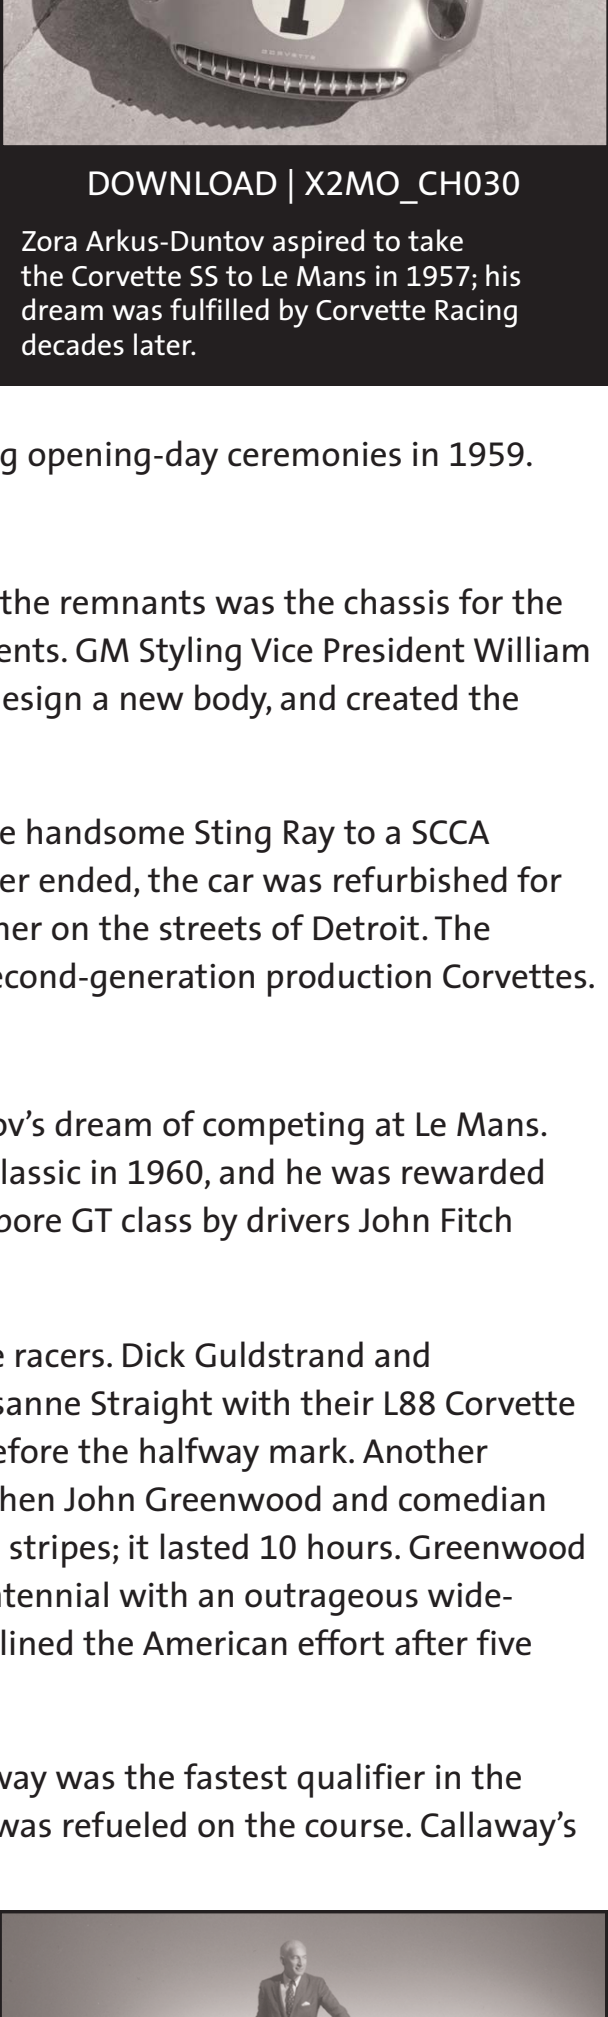 1
CORVETTE
DOWNLOAD | X2MO_CH030
Zora Arkus-Duntov aspired to take
the Corvette SS to Le Mans in 1957; his
dream was fulfilled by Corvette Racing
decades later.
g opening-day ceremonies in 1959.
the remnants was the chassis for the
ents. GM Styling Vice President William
esign a new body, and created the
e handsome Sting Ray to a SCCA
er ended, the car was refurbished for
her on the streets of Detroit. The
econd-generation production Corvettes.
ov’s dream of competing at Le Mans.
lassic in 1960, and he was rewarded
bore GT class by drivers John Fitch
e racers. Dick Guldstrand and
sanne Straight with their L88 Corvette
efore the halfway mark. Another
hen John Greenwood and comedian
stripes; it lasted 10 hours. Greenwood
ntennial with an outrageous wide-
lined the American effort after five
way was the fastest qualifier in the
was refueled on the course. Callaway’s